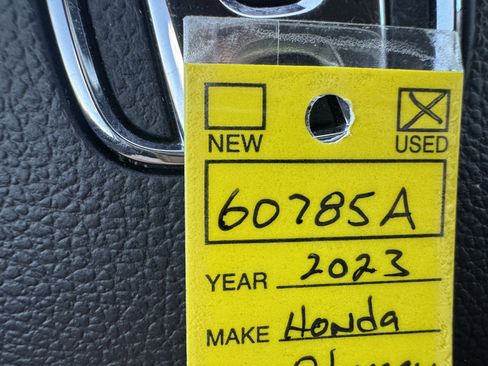 NEW USED
60785A
YEAR 2023
MAKE Honda